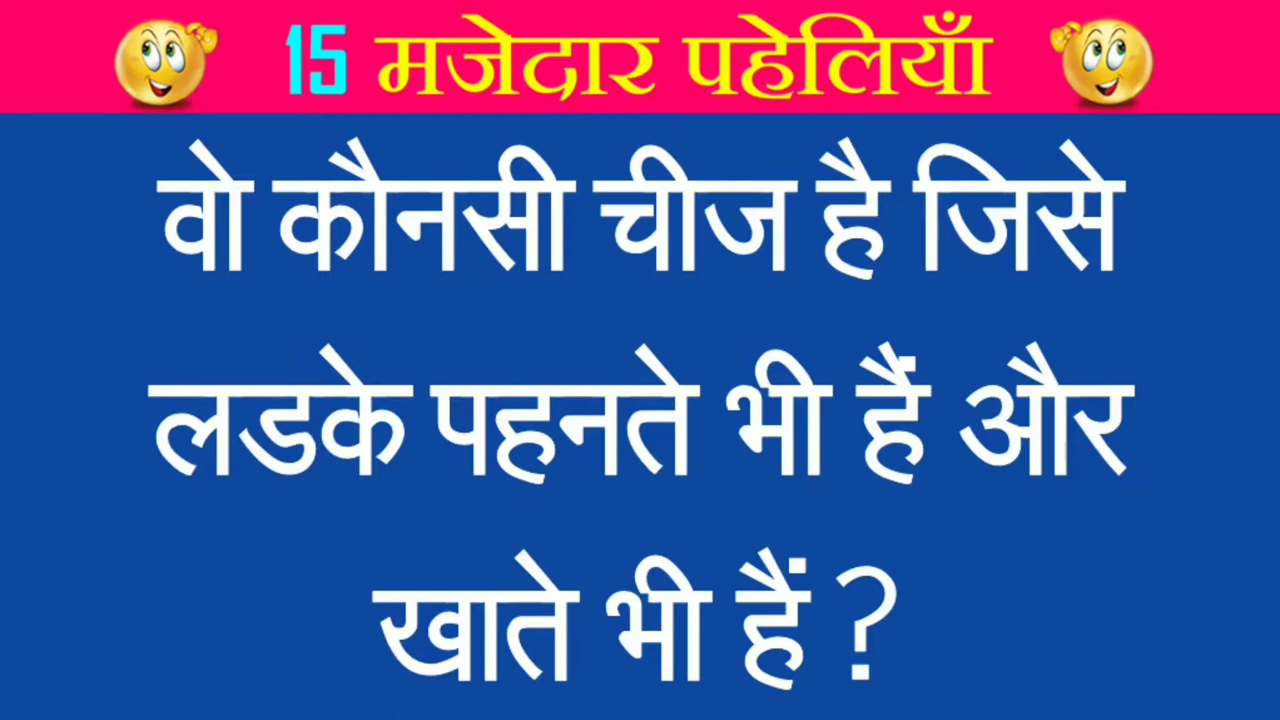 15 मजेदार पहेलियाँ
वो कौनसी चीज है जिसे
लडके पहनते भी हैं और
खाते भी हैं ?